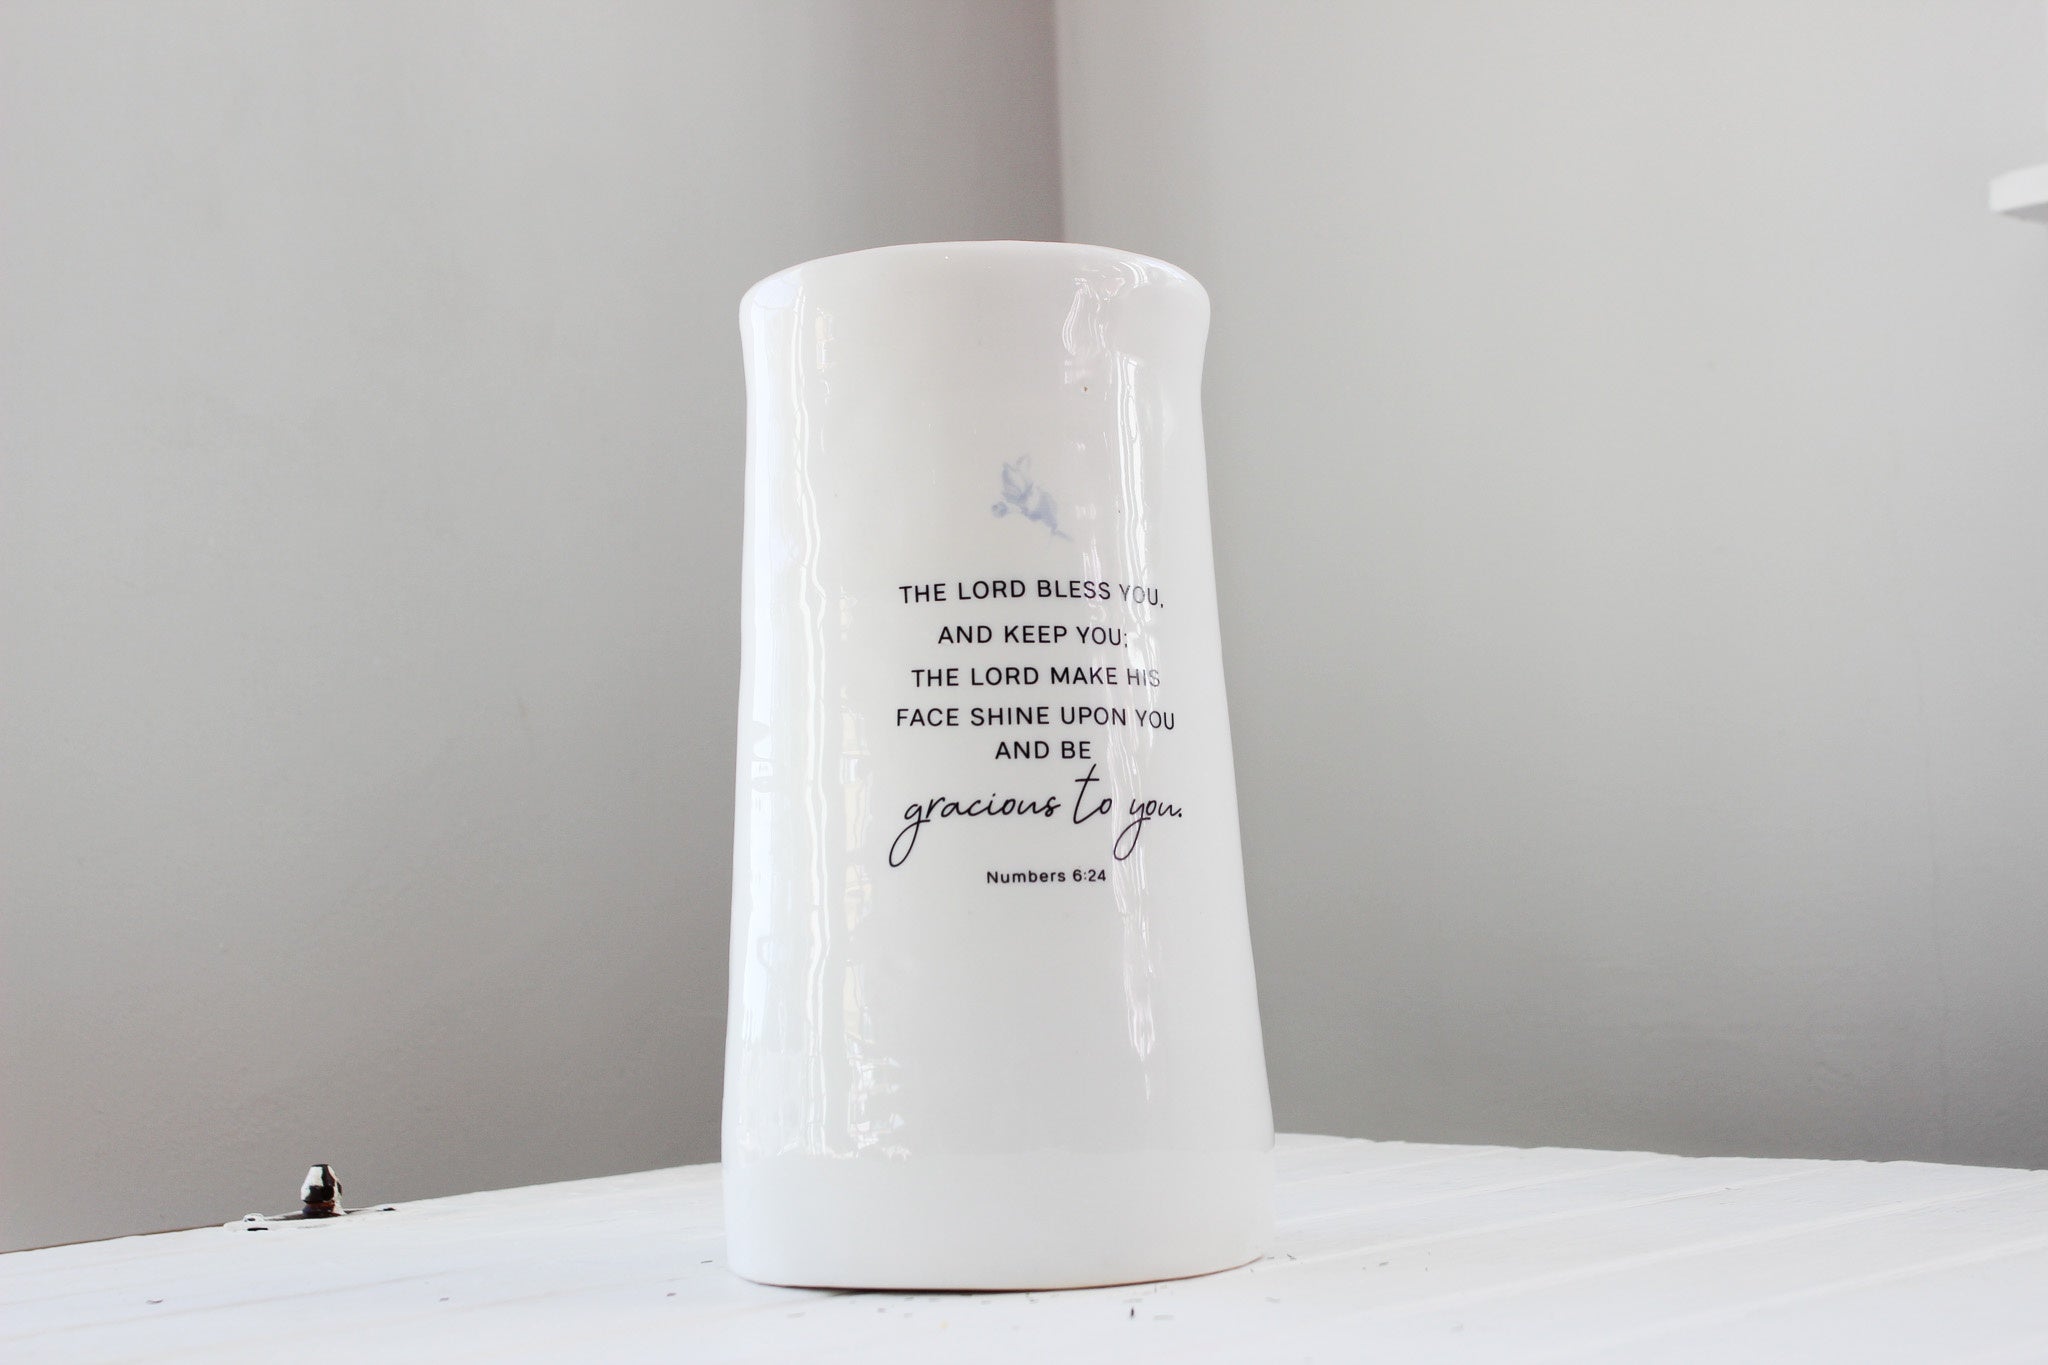 THE LORD BLESS YOU,
AND KEEP YOU;
THE LORD MAKE HIS
FACE SHINE UPON YOU
AND BE
gracious to you.
Numbers 6:24